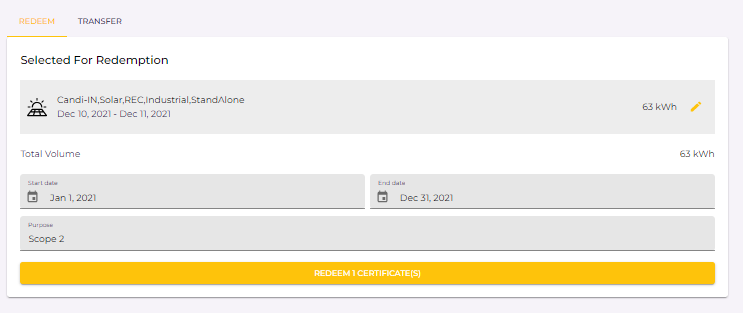 REDEEM TRANSFER
Selected For Redemption
Candi-IN,Solar,REC,Industrial,StandAlone
Dec 10, 2021 - Dec 11, 2021
63 kWh
Total Volume 63 kWh
Start date End date
Jan 1, 2021 Dec 31, 2021
Purpose
Scope 2
REDEEM 1 CERTIFICATE(S)